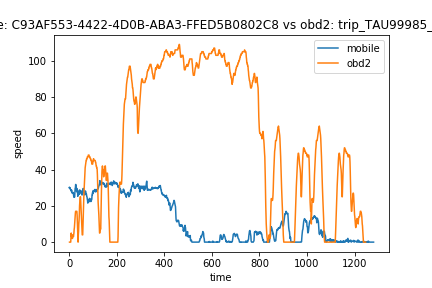 e: C93AF553-4422-4D0B-ABA3-FFED5B0802C8 vs obd2: trip_TAU99985_
mobile
obd2
100
80
60
40
20
0
speed
0 200 400 600 800 1000 1200
time